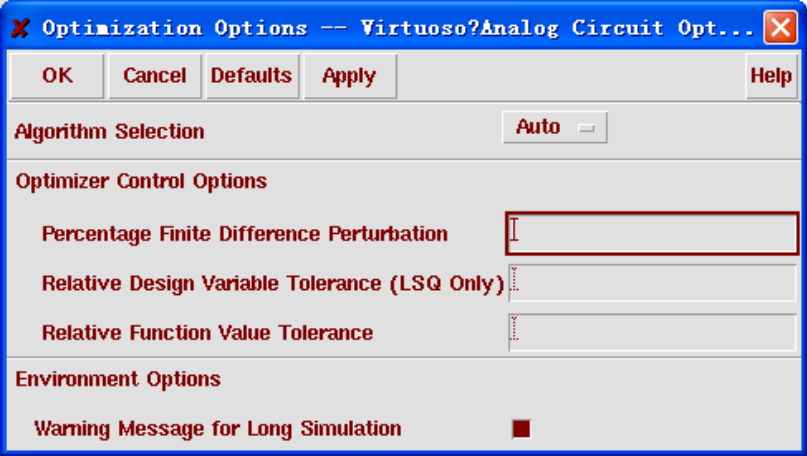 Optimization Options -- Virtuoso?Analog Circuit Opt...
OK Cancel Defaults Apply Help
Algorithm Selection Auto
Optimizer Control Options
Percentage Finite Difference Perturbation
Relative Design Variable Tolerance (LSQ Only)
Relative Function Value Tolerance
Environment Options
Warning Message for Long Simulation